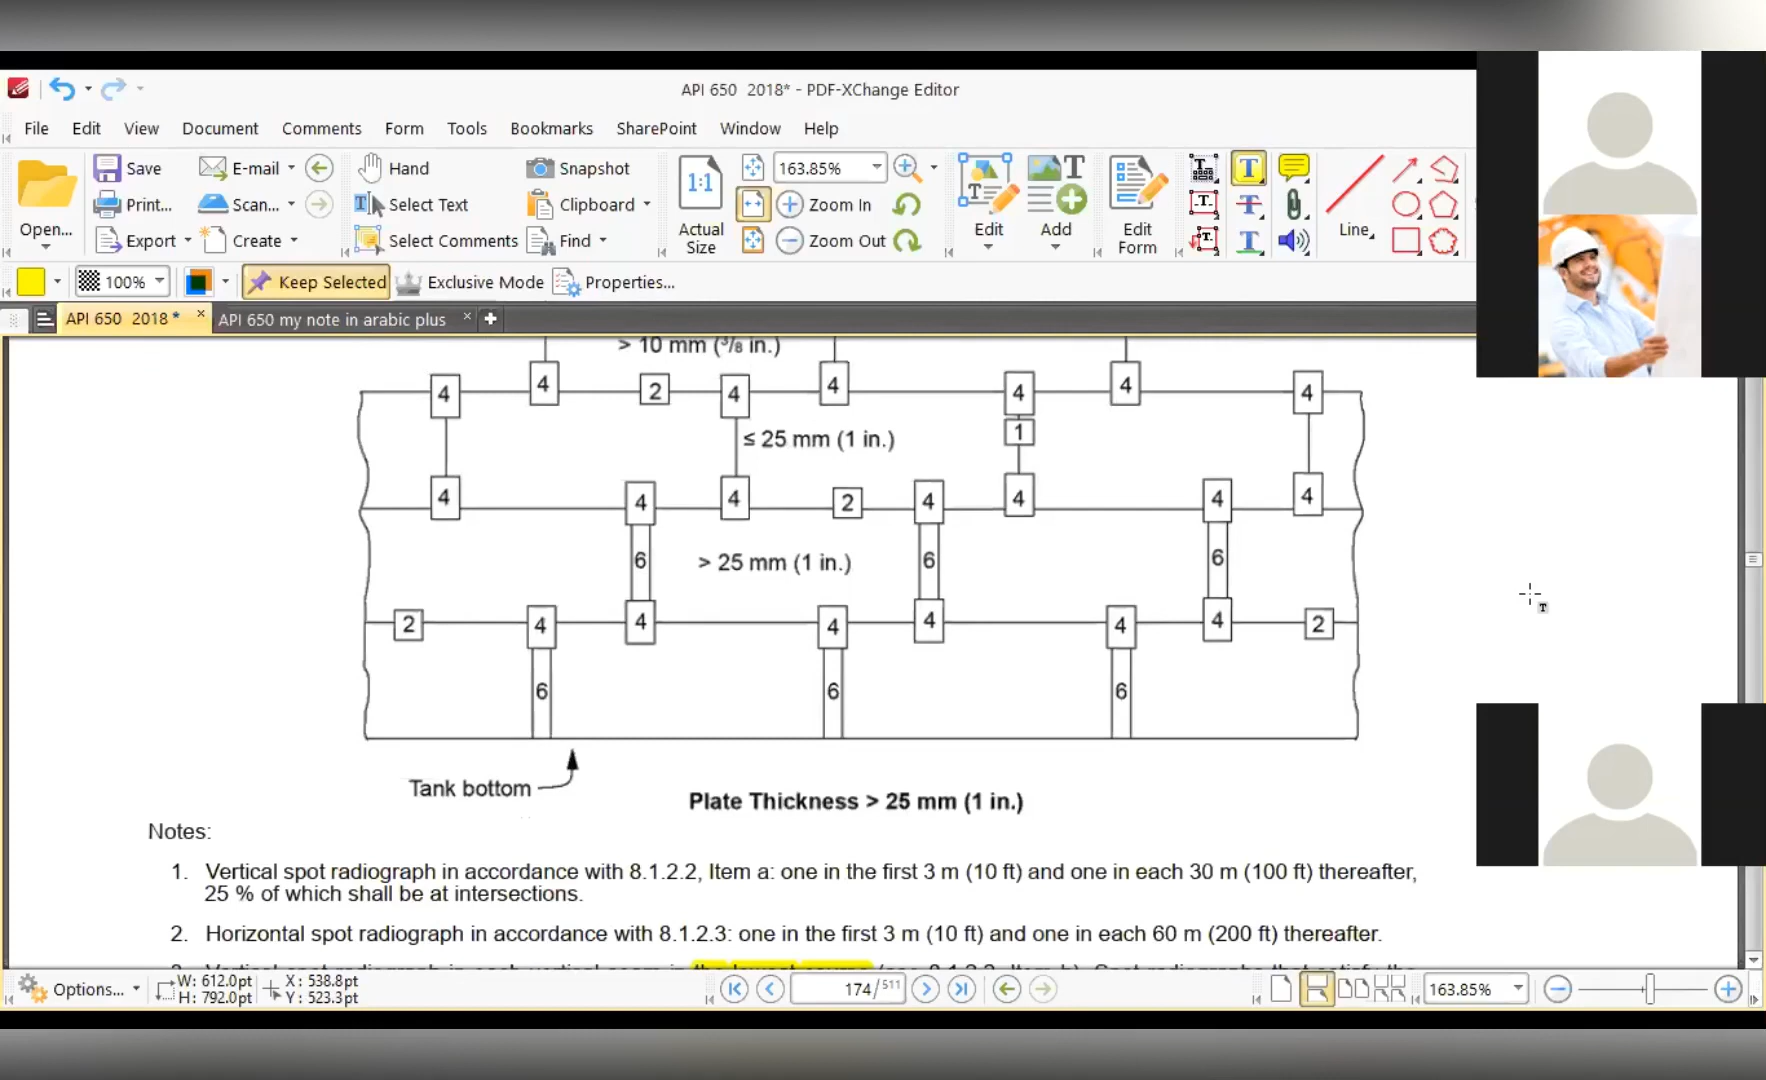 API 650 2018* - PDF-XChange Editor
File Edit View Document Comments Form Tools Bookmarks SharePoint Window Help
Open...
Save
Print...
Export
E-mail
Scan...
Create
Hand
Select Text
Select Comments
Snapshot
Clipboard
Find
1:1
Actual
Size
163.85%
Zoom In
Zoom Out
Edit
Add
Edit
Form
Line
100% Keep Selected Exclusive Mode Properties...
API 650 2018 * API 650 my note in arabic plus
> 10 mm (3/8 in.)
4 4 2 4 4 4 4 4
≤ 25 mm (1 in.) 1
4 4 4 2 4 4 4 4
6 > 25 mm (1 in.) 6 6
2 4 4 4 4 4 4 2
6 6 6
Tank bottom
Plate Thickness > 25 mm (1 in.)
Notes:
1. Vertical spot radiograph in accordance with 8.1.2.2, Item a: one in the first 3 m (10 ft) and one in each 30 m (100 ft) thereafter,
25 % of which shall be at intersections.
2. Horizontal spot radiograph in accordance with 8.1.2.3: one in the first 3 m (10 ft) and one in each 60 m (200 ft) thereafter.
Options... W: 612.0pt X: 538.8pt 174/511 163.85%
H: 792.0pt Y: 523.3pt